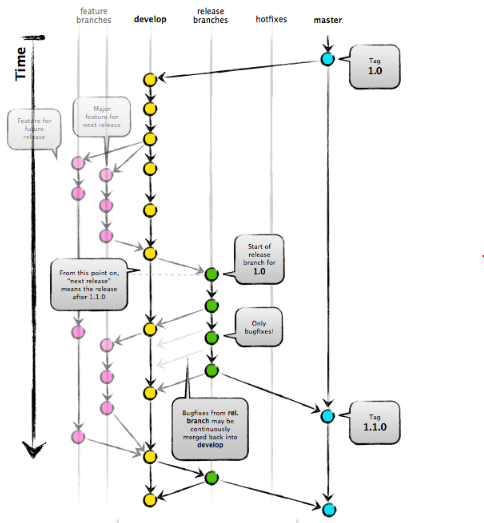 feature
branches
develop
release
branches
hotfixes
master
Time
Tag
1.0
Feature for
future
release
Major
feature for
next release
Start of
release
branch for
1.0
From this point on,
"next release"
means the release
after 1.1.0
Only
bugfixes!
Bugfixes from rel.
branch may be
continuously
merged back into
develop
Tag
1.1.0